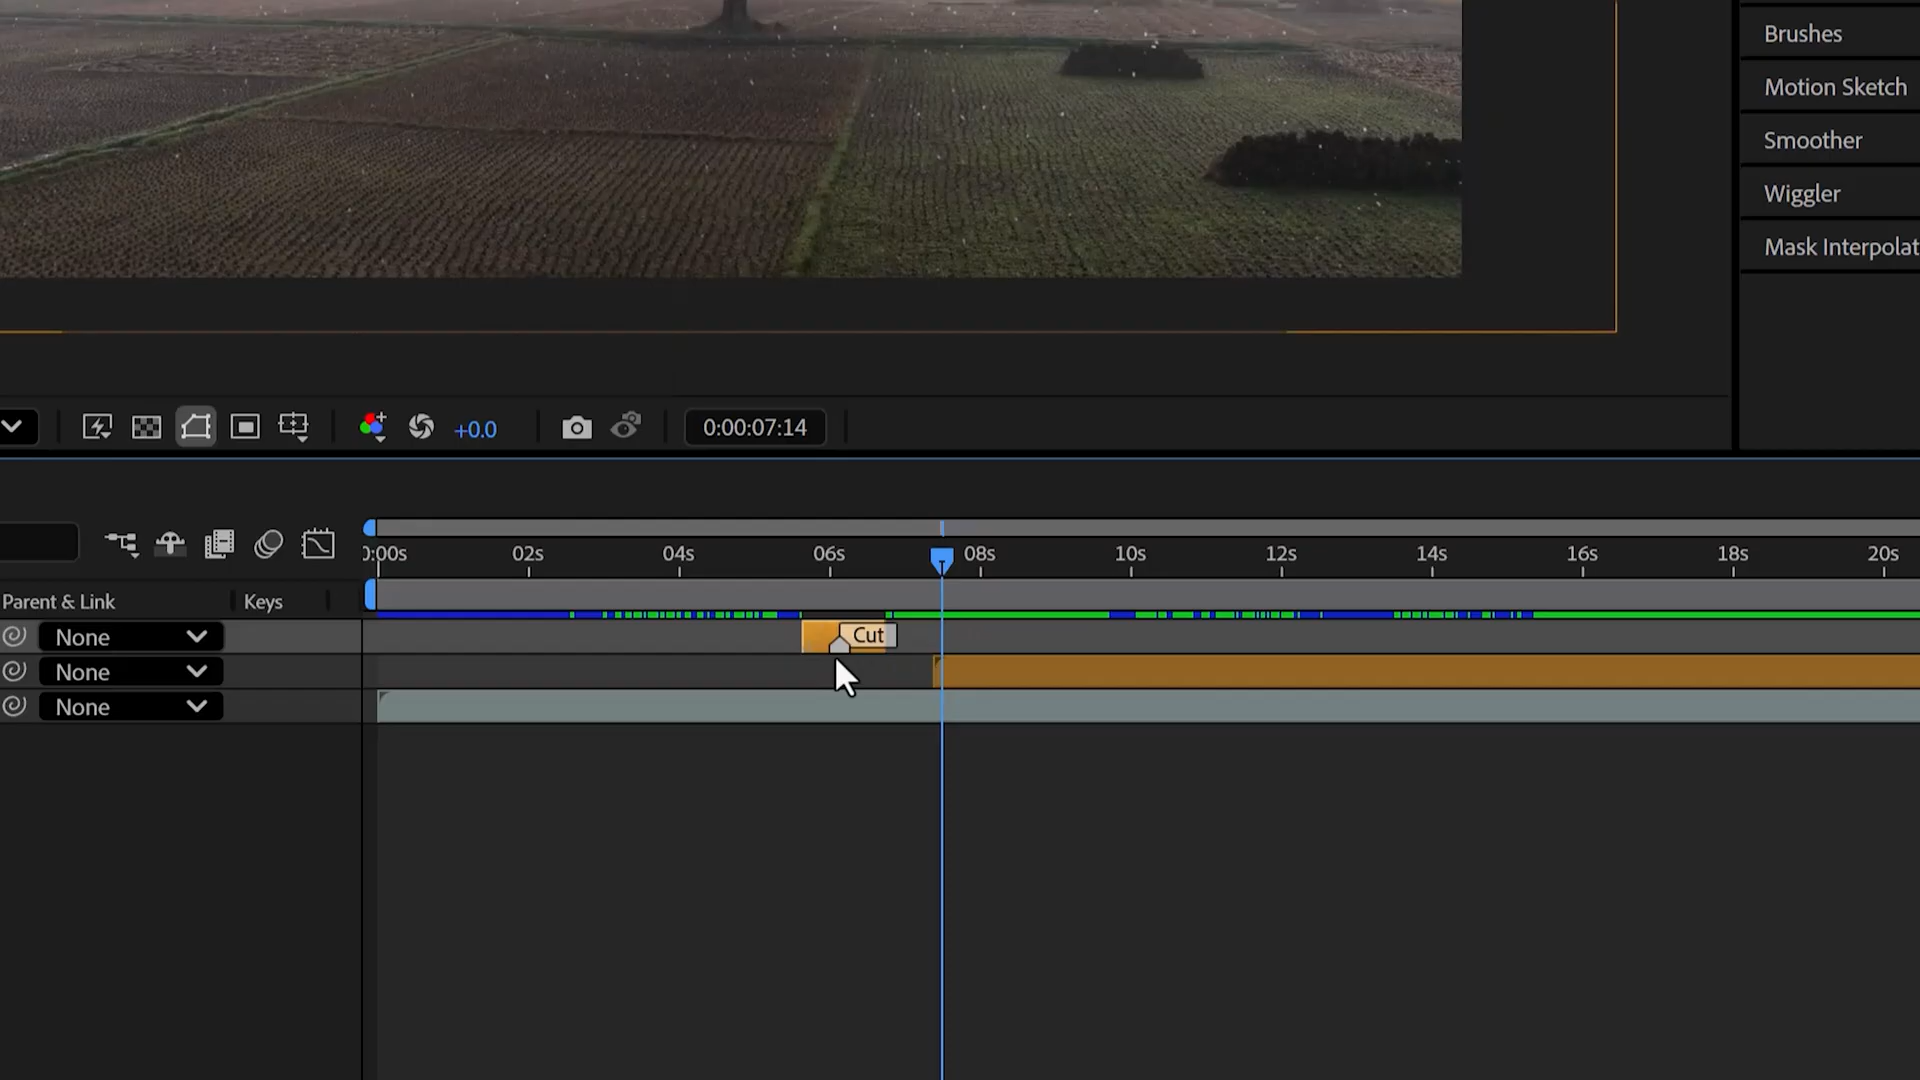 Brushes
Motion Sketch
Smoother
Wiggler
Mask Interpolat
+0.0
0:00:07:14
0:00s 02s 04s 06s 08s 10s 12s 14s 16s 18s 20s
Parent & Link Keys
None
Cut
None
None